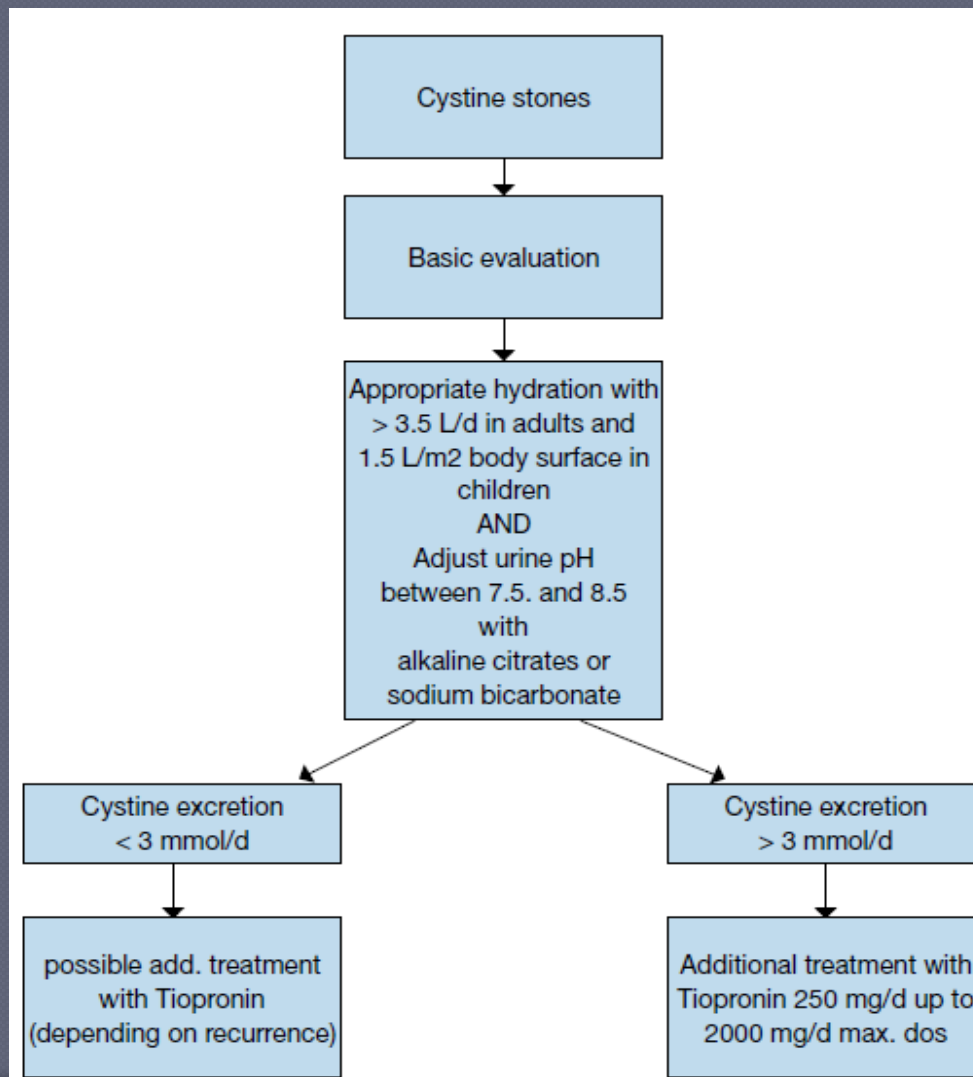 Cystine stones
Basic evaluation
Appropriate hydration with
> 3.5 L/d in adults and
1.5 L/m2 body surface in
children
AND
Adjust urine pH
between 7.5. and 8.5
with
alkaline citrates or
sodium bicarbonate
Cystine excretion
< 3 mmol/d
Cystine excretion
> 3 mmol/d
possible add. treatment
with Tiopronin
(depending on recurrence)
Additional treatment with
Tiopronin 250 mg/d up to
2000 mg/d max. dos